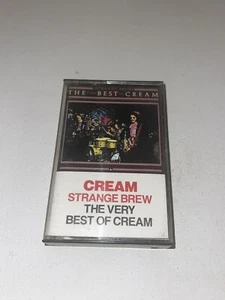 THE BEST CREAM
CREAM
STRANGE BREW
THE VERY
BEST OF CREAM